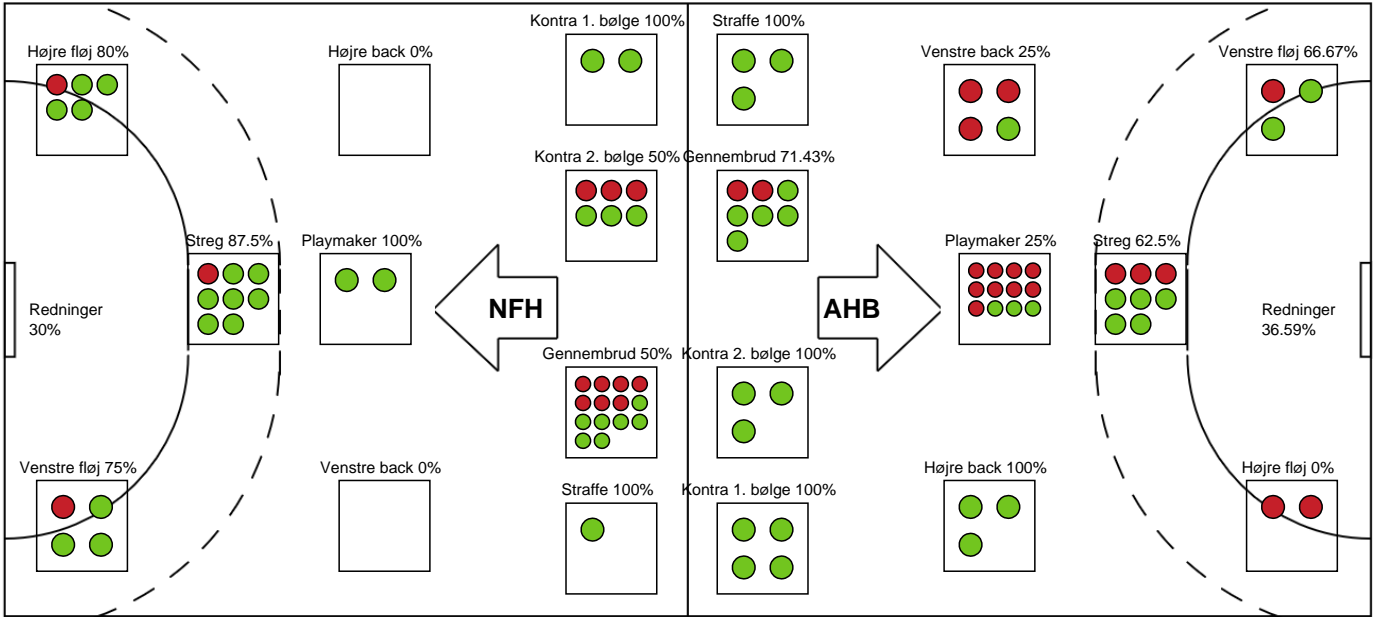 Kontra 1. bølge 100%
Straffe 100%
Højre fløj 80%
Højre back 0%
Venstre back 25%
Venstre fløj 66.67%
Kontra 2. bølge 50%
Gennembrud 71.43%
Streg 87.5%
Playmaker 100%
Playmaker 25%
Streg 62.5%
Redninger
30%
NFH
AHB
Redninger
36.59%
Gennembrud 50%
Kontra 2. bølge 100%
Venstre fløj 75%
Venstre back 0%
Straffe 100%
Kontra 1. bølge 100%
Højre back 100%
Højre fløj 0%